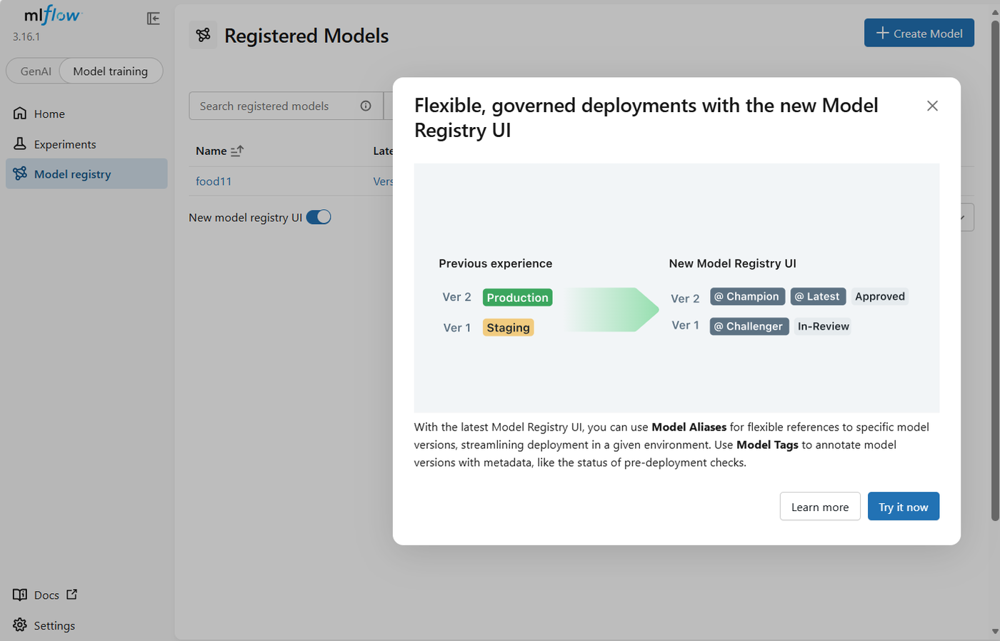 mlflow
3.16.1
GenAI
Model training
Home
Experiments
Model registry
Docs
Settings
Registered Models
Create Model
Search registered models
Name
Late
food11
Vers
New model registry UI
Flexible, governed deployments with the new Model
Registry UI
Previous experience
Ver 2 Production
Ver 1 Staging
New Model Registry UI
Ver 2 @ Champion @ Latest Approved
Ver 1 @ Challenger In-Review
With the latest Model Registry UI, you can use Model Aliases for flexible references to specific model
versions, streamlining deployment in a given environment. Use Model Tags to annotate model
versions with metadata, like the status of pre-deployment checks.
Learn more
Try it now